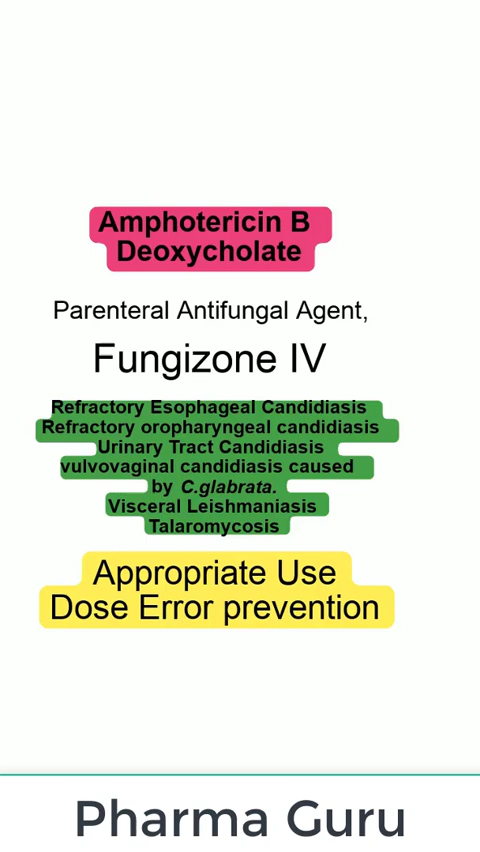 Amphotericin B
Deoxycholate
Parenteral Antifungal Agent,
Fungizone IV
Refractory Esophageal Candidiasis
Refractory oropharyngeal candidiasis
Urinary Tract Candidiasis
vulvovaginal candidiasis caused
by C.glabrata.
Visceral Leishmaniasis
Talaromycosis
Appropriate Use
Dose Error prevention
Pharma Guru